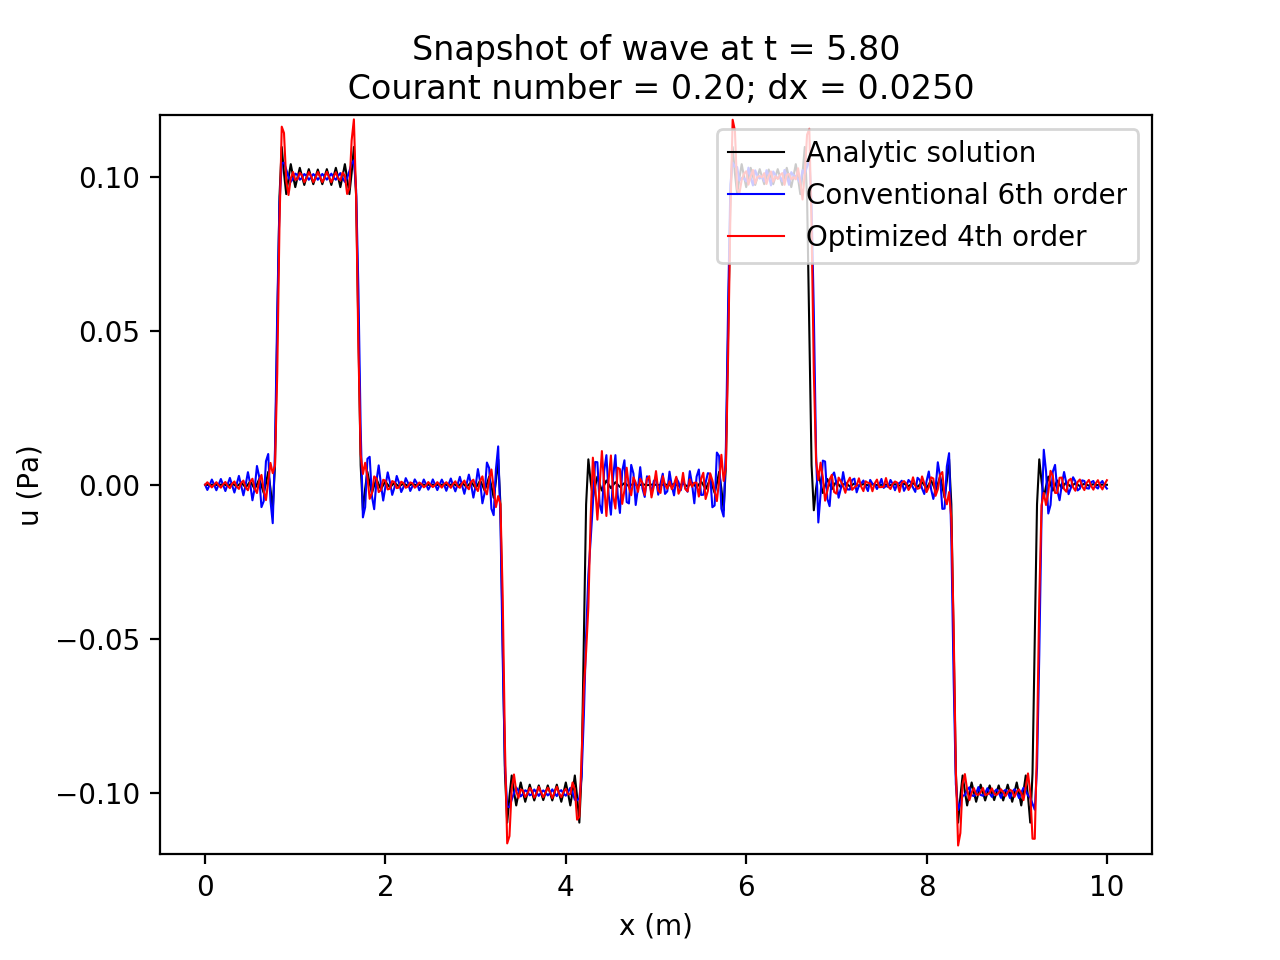 Snapshot of wave at t = 5.80
Courant number = 0.20; dx = 0.0250
Analytic solution
Conventional 6th order
Optimized 4th order
0.10
0.05
0.00
−0.05
−0.10
u (Pa)
0 2 4 6 8 10
x (m)